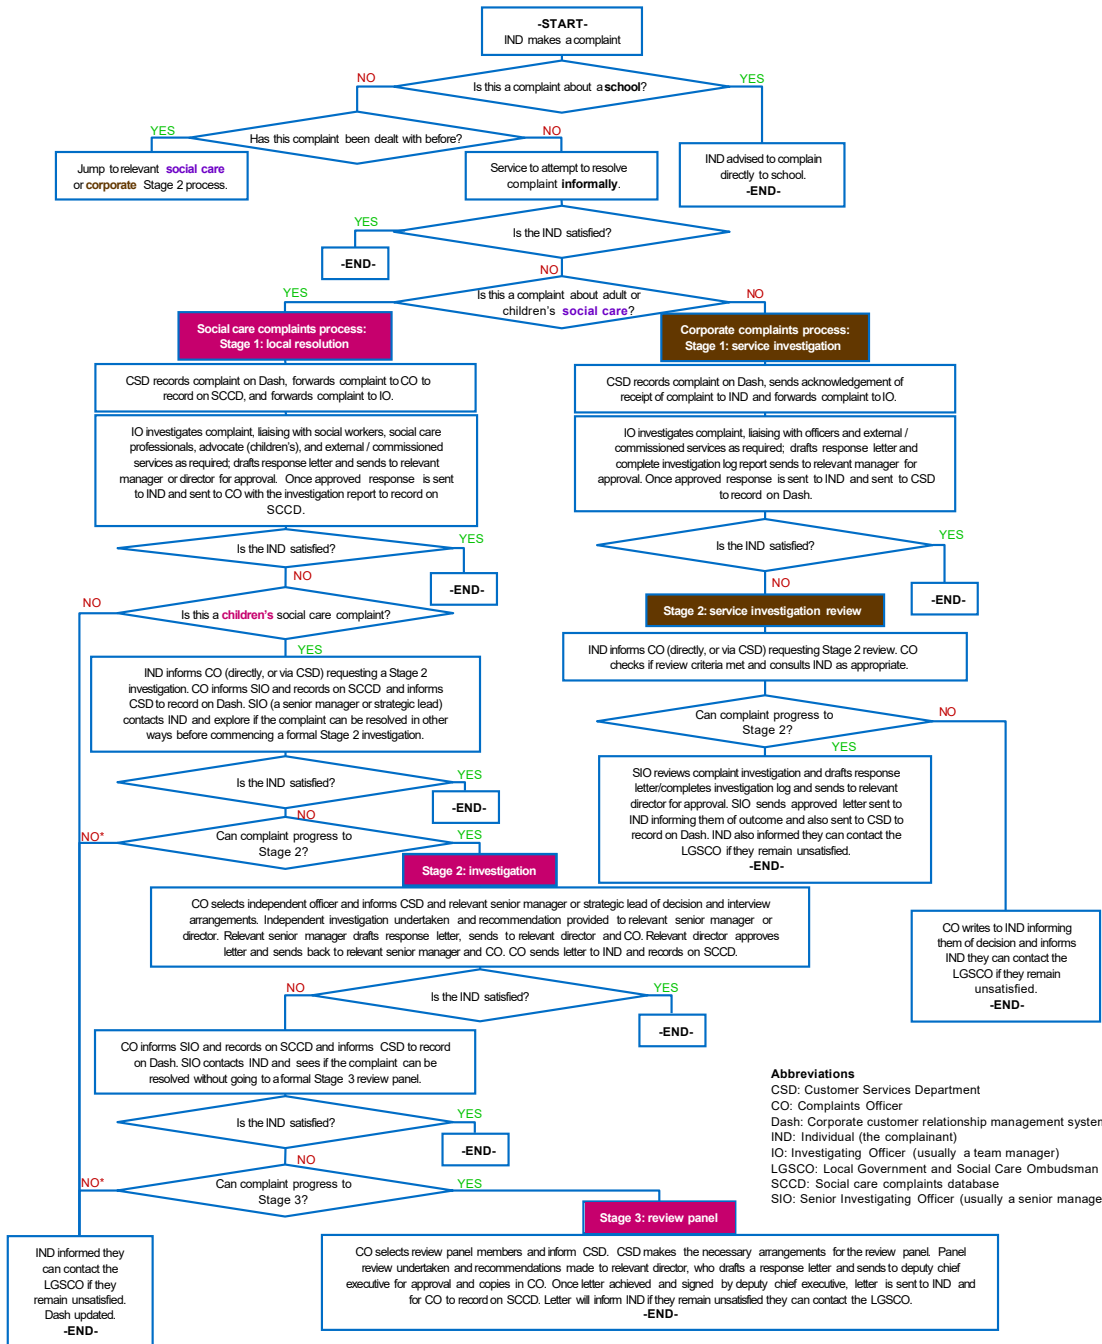 -START-
IND makes a complaint
NO
YES
Is this a complaint about a school?
YES
Has this complaint been dealt with before?
NO
Jump to relevant social care
or corporate Stage 2 process.
Service to attempt to resolve
complaint informally.
IND advised to complain
directly to school.
-END-
YES
Is the IND satisfied?
-END-
NO
YES
Is this a complaint about adult or
children's social care?
NO
Social care complaints process:
Stage 1: local resolution
Corporate complaints process:
Stage 1: service investigation
CSD records complaint on Dash, forwards complaint to CO to
record on SCCD, and forwards complaint to IO.
CSD records complaint on Dash, sends acknowledgement of
receipt of complaint to IND and forwards complaint to IO.
IO investigates complaint, liaising with social workers, social care
professionals, advocate (children's), and external / commissioned
services as required; drafts response letter and sends to relevant
manager or director for approval. Once approved response is sent
to IND and sent to CO with the investigation report to record on
SCCD.
IO investigates complaint, liaising with officers and external /
commissioned services as required; drafts response letter and
complete investigation log report sends to relevant manager for
approval. Once approved response is sent to IND and sent to CSD
to record on Dash.
Is the IND satisfied?
YES
NO
-END-
Is the IND satisfied?
YES
NO
-END-
NO
Is this a children's social care complaint?
YES
Stage 2: service investigation review
IND informs CO (directly, or via CSD) requesting Stage 2 review. CO
checks if review criteria met and consults IND as appropriate.
IND informs CO (directly, or via CSD) requesting a Stage 2
investigation. CO informs SIO and records on SCCD and informs
CSD to record on Dash. SIO (a senior manager or strategic lead)
contacts IND and explore if the complaint can be resolved in other
ways before commencing a formal Stage 2 investigation.
Can complaint progress to
Stage 2?
NO
YES
SIO reviews complaint investigation and drafts response
letter/completes investigation log and sends to relevant
director for approval. SIO sends approved letter sent to
IND informing them of outcome and also sent to CSD to
record on Dash. IND also informed they can contact the
LGSCO if they remain unsatisfied.
-END-
Is the IND satisfied?
YES
-END-
NO
NO*
Can complaint progress to
Stage 2?
YES
Stage 2: investigation
CO selects independent officer and informs CSD and relevant senior manager or strategic lead of decision and interview
arrangements. Independent investigation undertaken and recommendation provided to relevant senior manager or
director. Relevant senior manager drafts response letter, sends to relevant director and CO. Relevant director approves
letter and sends back to relevant senior manager and CO. CO sends letter to IND and records on SCCD.
CO writes to IND informing
them of decision and informs
IND they can contact the
LGSCO if they remain
unsatisfied.
-END-
NO
Is the IND satisfied?
YES
-END-
CO informs SIO and records on SCCD and informs CSD to record
on Dash. SIO contacts IND and sees if the complaint can be
resolved without going to a formal Stage 3 review panel.
Is the IND satisfied?
YES
-END-
NO
NO*
Can complaint progress to
Stage 3?
YES
Abbreviations
CSD: Customer Services Department
CO: Complaints Officer
Dash: Corporate customer relationship management system
IND: Individual (the complainant)
IO: Investigating Officer (usually a team manager)
LGSCO: Local Government and Social Care Ombudsman
SCCD: Social care complaints database
SIO: Senior Investigating Officer (usually a senior manage
Stage 3: review panel
IND informed they
can contact the
LGSCO if they
remain unsatisfied.
Dash updated.
-END-
CO selects review panel members and inform CSD. CSD makes the necessary arrangements for the review panel. Panel
review undertaken and recommendations made to relevant director, who drafts a response letter and sends to deputy chief
executive for approval and copies in CO. Once letter achieved and signed by deputy chief executive, letter is sent to IND and
for CO to record on SCCD. Letter will inform IND if they remain unsatisfied they can contact the LGSCO.
-END-